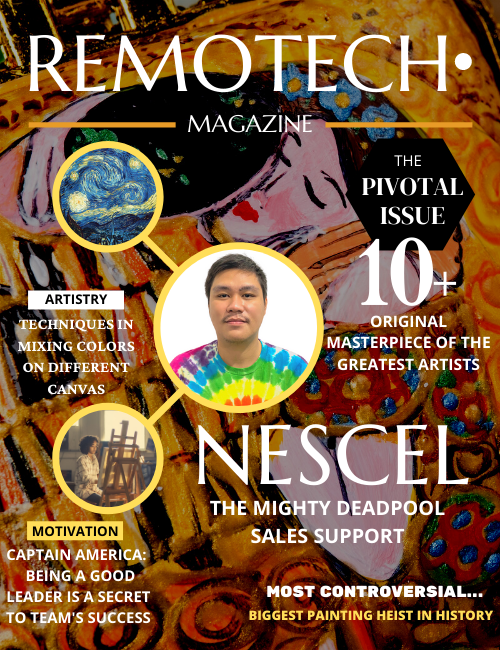 REMOTECH•
MAGAZINE
THE
PIVOTAL
ISSUE
10+
ORIGINAL
MASTERPIECE OF THE
GREATEST ARTISTS
ARTISTRY
TECHNIQUES IN
MIXING COLORS
ON DIFFERENT
CANVAS
NESCEL
THE MIGHTY DEADPOOL
SALES SUPPORT
MOTIVATION
CAPTAIN AMERICA:
BEING A GOOD
LEADER IS A SECRET
TO TEAM'S SUCCESS
MOST CONTROVERSIAL...
BIGGEST PAINTING HEIST IN HISTORY